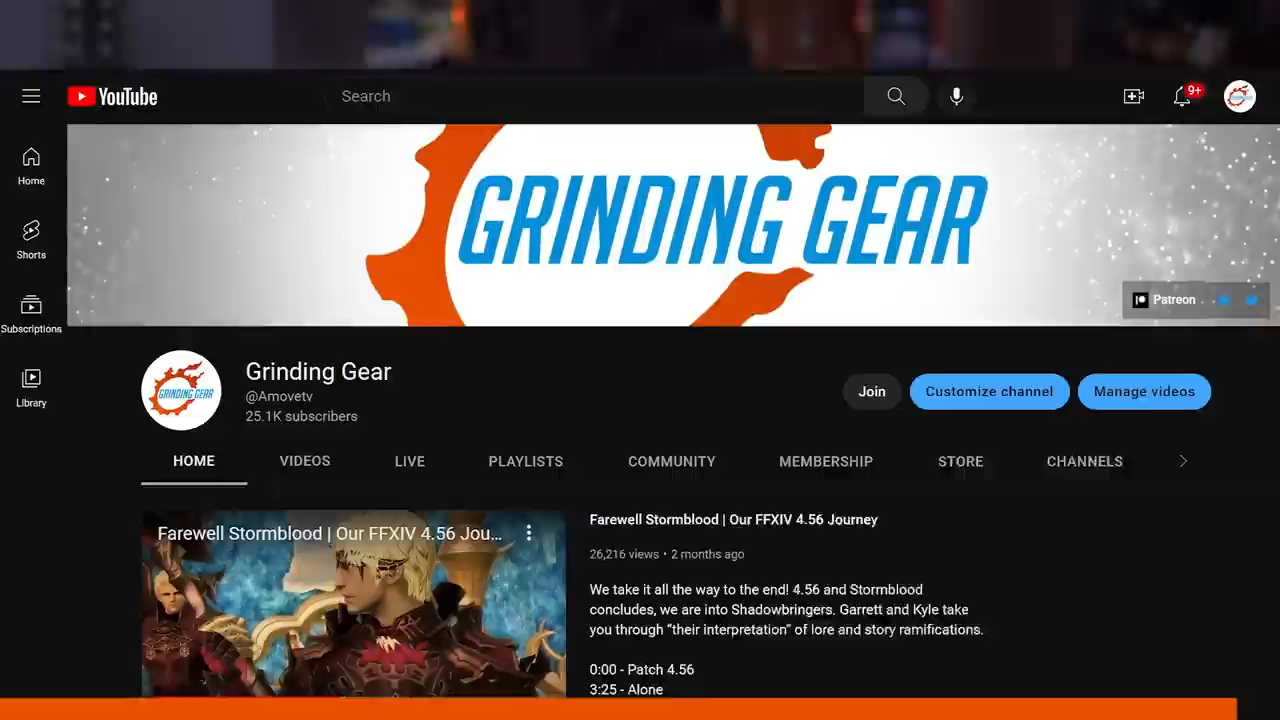 YouTube
Search
9+
Home
Shorts
Subscriptions
Library
GRINDING GEAR
Patreon
GRINDING GEAR
Grinding Gear
@Amovetv
25.1K subscribers
Join
Customize channel
Manage videos
HOME
VIDEOS
LIVE
PLAYLISTS
COMMUNITY
MEMBERSHIP
STORE
CHANNELS
Farewell Stormblood | Our FFXIV 4.56 Jou...
Farewell Stormblood | Our FFXIV 4.56 Journey
26,216 views • 2 months ago
We take it all the way to the end! 4.56 and Stormblood
concludes, we are into Shadowbringers. Garrett and Kyle take
you through “their interpretation” of lore and story ramifications.
0:00 - Patch 4.56
3:25 - Alone